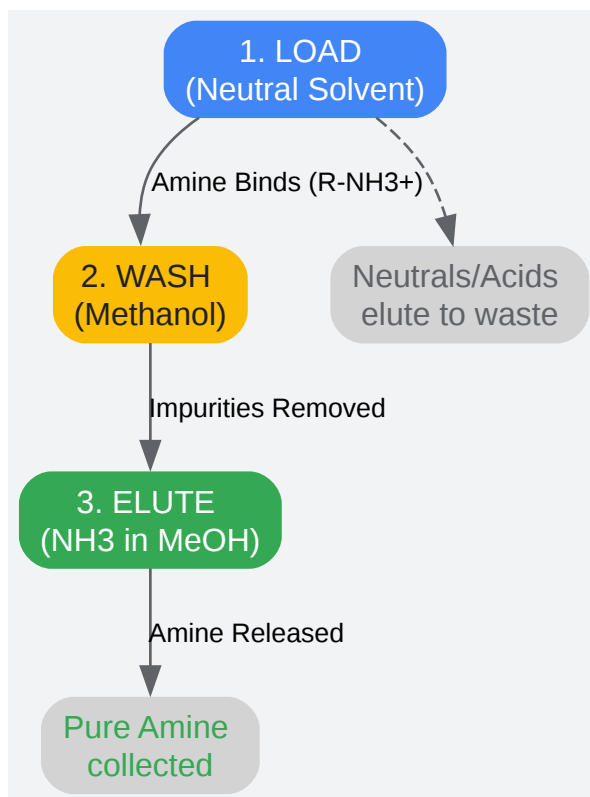 1. LOAD
(Neutral Solvent)
Amine Binds (R-NH3+)
2. WASH
(Methanol)
Neutrals/Acids
elute to waste
Impurities Removed
3. ELUTE
(NH3 in MeOH)
Amine Released
Pure Amine
collected